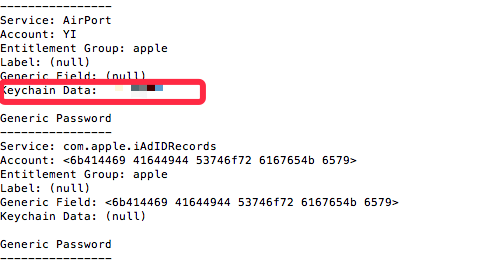 ----------------
Service: AirPort
Account: YI
Entitlement Group: apple
Label: (null)
Generic Field: (null)
Keychain Data:
Generic Password
----------------
Service: com.apple.iAdIDRecords
Account: <6b414469 41644944 53746f72 6167654b 6579>
Entitlement Group: apple
Label: (null)
Generic Field: <6b414469 41644944 53746f72 6167654b 6579>
Keychain Data: (null)
Generic Password
----------------